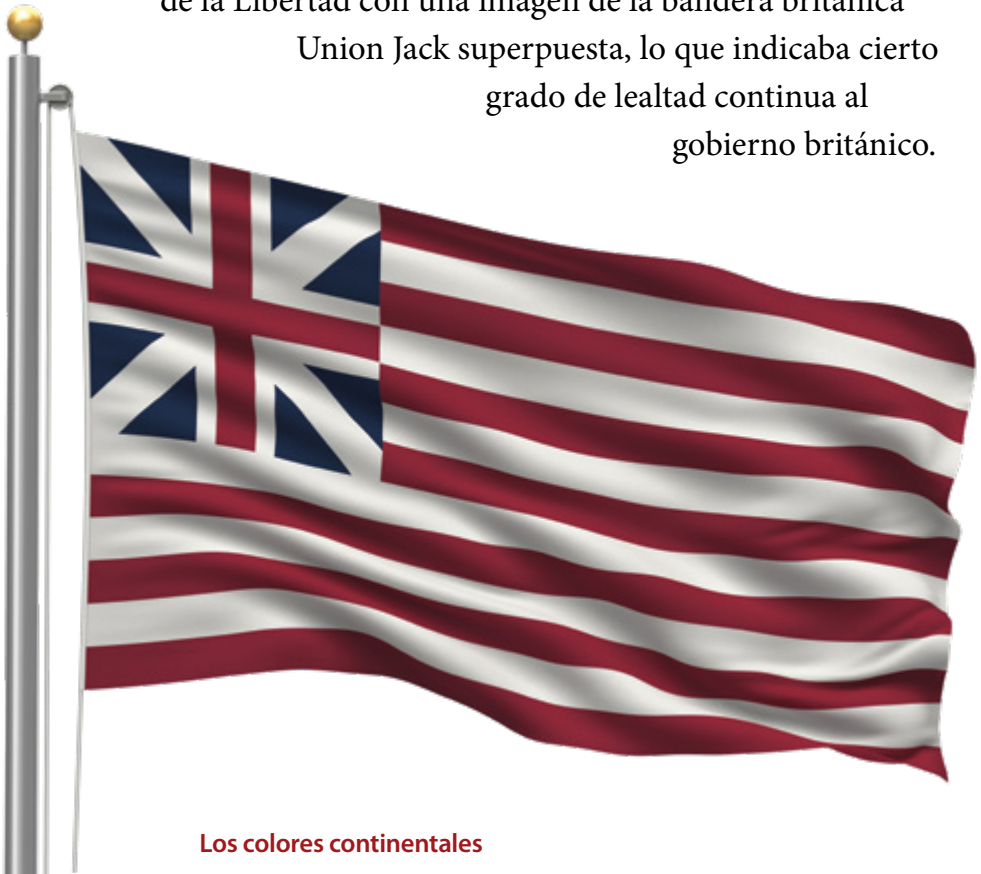 de la Libertad con una imagen de la bandera británica
Union Jack superpuesta, lo que indicaba cierto
grado de lealtad continua al
gobierno británico.
Los colores continentales